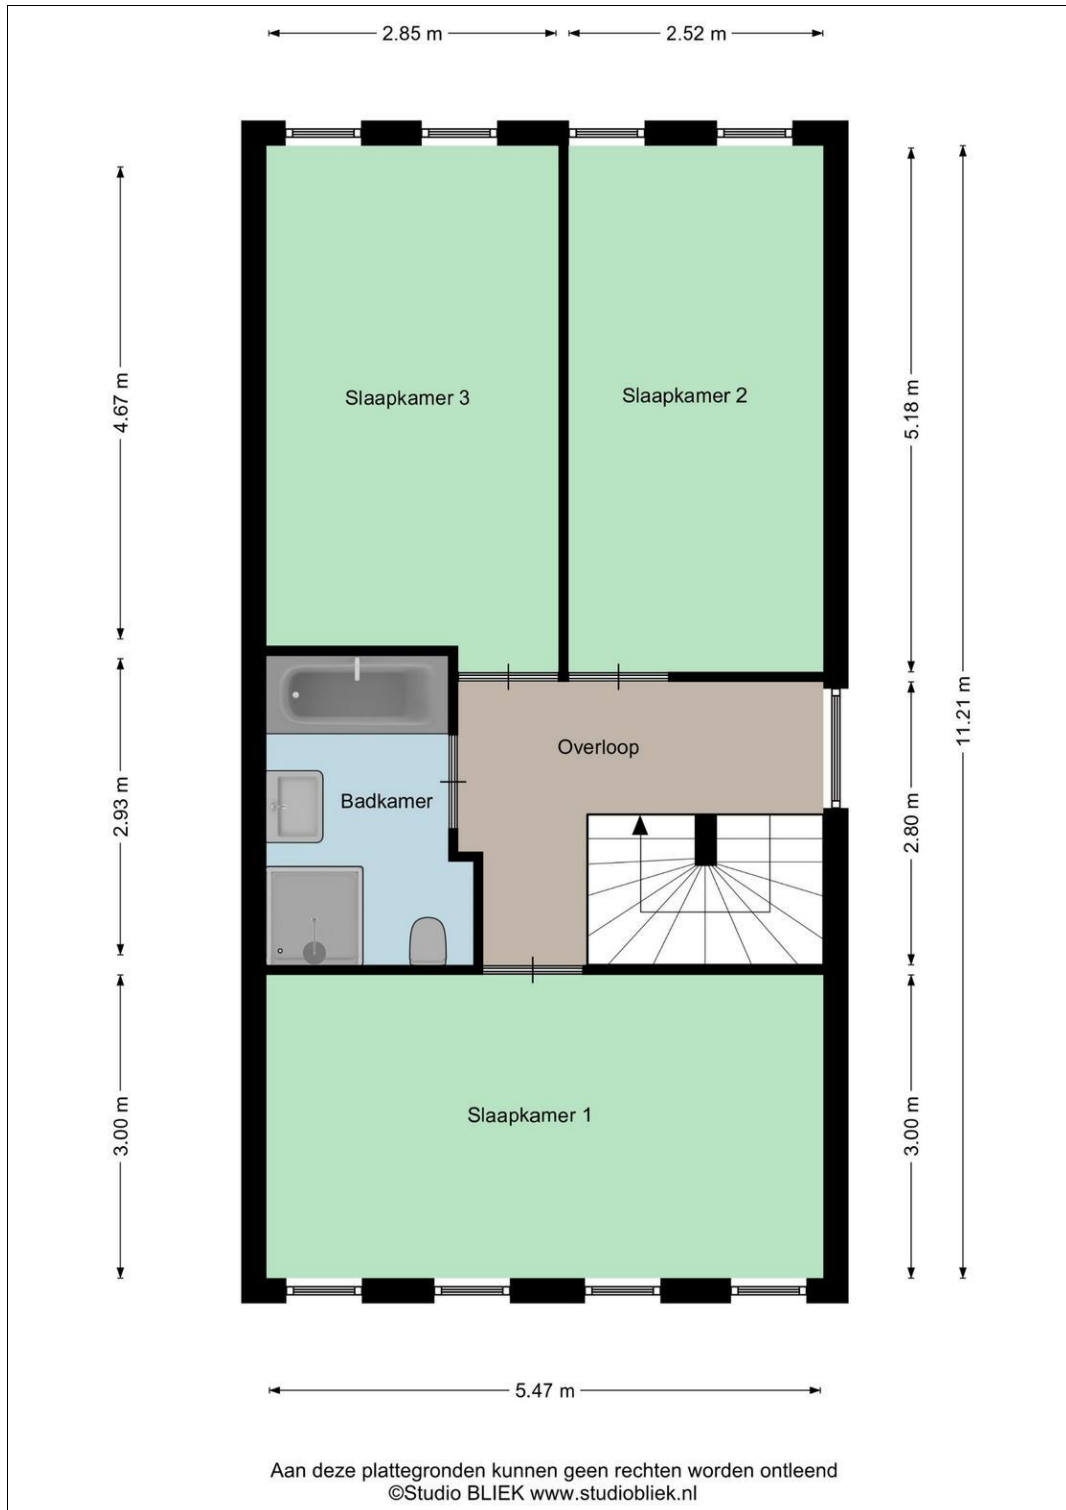 2.85 m
2.52 m
4.67 m
5.18 m
Slaapkamer 3
Slaapkamer 2
11.21 m
Overloop
2.93 m
Badkamer
2.80 m
3.00 m
Slaapkamer 1
3.00 m
5.47 m
Aan deze plattegronden kunnen geen rechten worden ontleend
©Studio BLIEK www.studiobliek.nl